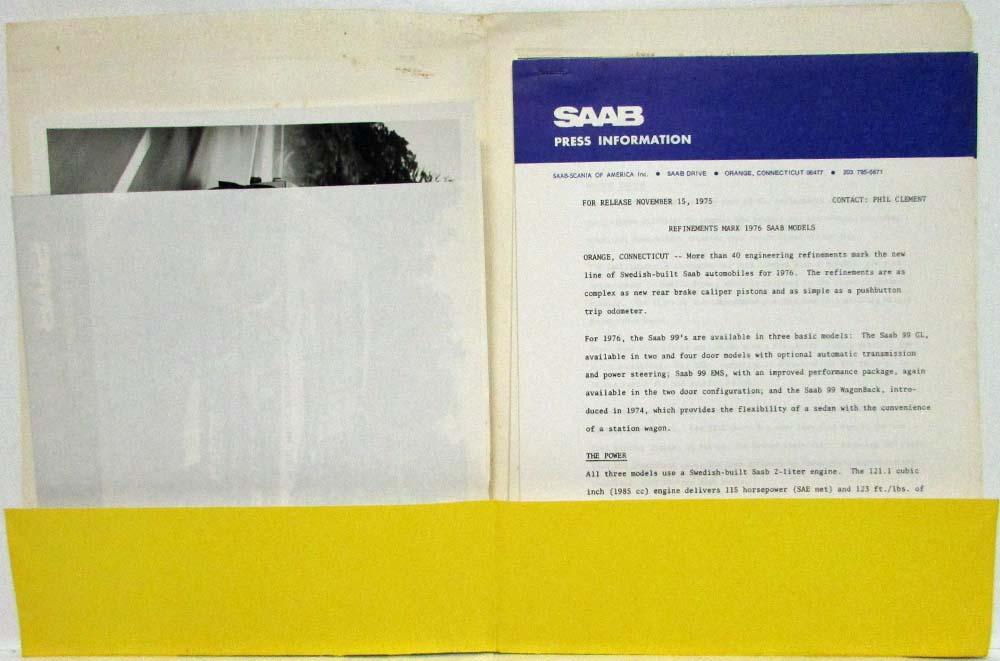 SAAB
PRESS INFORMATION
SAAB-SCANIA OF AMERICA Inc. ● SAAB DRIVE ● ORANGE, CONNECTICUT 06477 ● 203 795-5671
FOR RELEASE NOVEMBER 15, 1975 CONTACT: PHIL CLEMENT
REFINEMENTS MARK 1976 SAAB MODELS
ORANGE, CONNECTICUT -- More than 40 engineering refinements mark the new
line of Swedish-built Saab automobiles for 1976. The refinements are as
complex as new rear brake caliper pistons and as simple as a pushbutton
trip odometer.
For 1976, the Saab 99's are available in three basic models: The Saab 99 GL,
available in two and four door models with optional automatic transmission
and power steering; Saab 99 EMS, with an improved performance package, again
available in the two door configuration; and the Saab 99 WagonBack, intro-
duced in 1974, which provides the flexibility of a sedan with the convenience
of a station wagon.
THE POWER
All three models use a Swedish-built Saab 2-liter engine. The 121.1 cubic
inch (1985 cc) engine delivers 115 horsepower (SAE net) and 123 ft./lbs. of